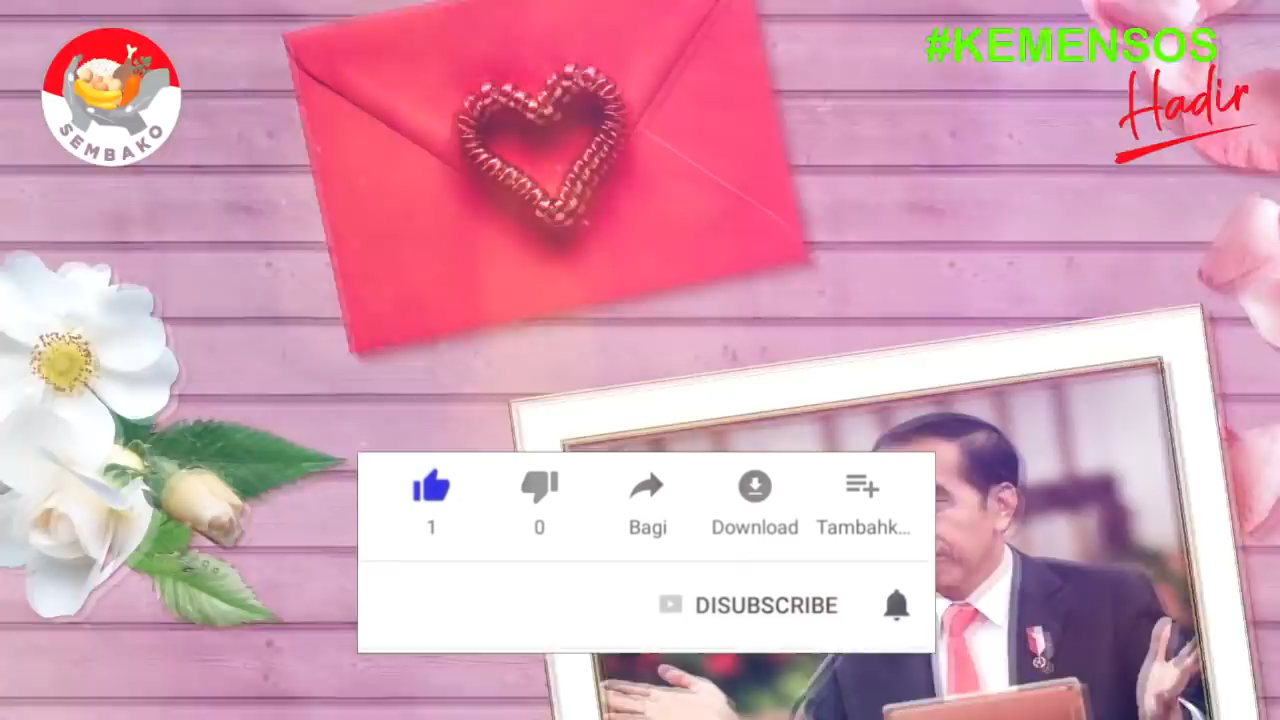 #KEMENSOS
Hadir
SEMBAKO
1
0
Bagi
Download
Tambahk...
DISUBSCRIBE